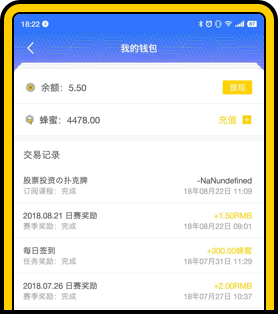 18:22
87
我的钱包
余额: 5.50
提现
蜂蜜: 4478.00
充值
交易记录
股票投资の扑克牌
-NaNundefined
订阅课程: 完成
18年08月22日 11:09
2018.08.21 日赛奖励
+1.50RMB
赛季奖励: 完成
18年08月22日 09:01
每日签到
+300.00蜂蜜
任务奖励: 完成
18年07月31日 11:29
2018.07.26 日赛奖励
+2.00RMB
赛季奖励: 完成
18年07月27日 10:37